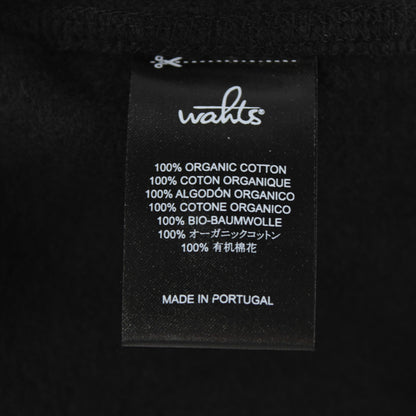 wahts®
100% ORGANIC COTTON
100% COTON ORGANIQUE
100% ALGODÓN ORGANICO
100% COTONE ORGANICO
100% BIO-BAUMWOLLE
100% オーガニックコットン
100% 有机棉花
MADE IN PORTUGAL